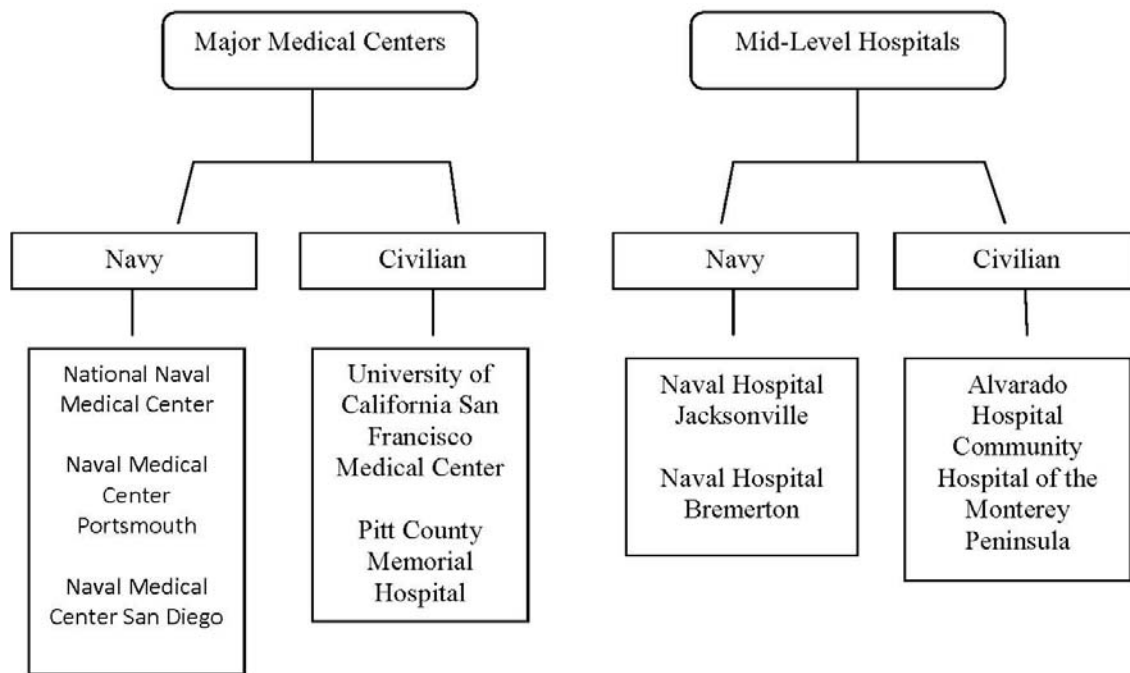 Major Medical Centers
Mid-Level Hospitals
Navy
Civilian
Navy
Civilian
National Naval
Medical Center
Naval Medical
Center
Portsmouth
Naval Medical
Center San Diego
University of
California San
Francisco
Medical Center
Pitt County
Memorial
Hospital
Naval Hospital
Jacksonville
Naval Hospital
Bremerton
Alvarado
Hospital
Community
Hospital of the
Monterey
Peninsula